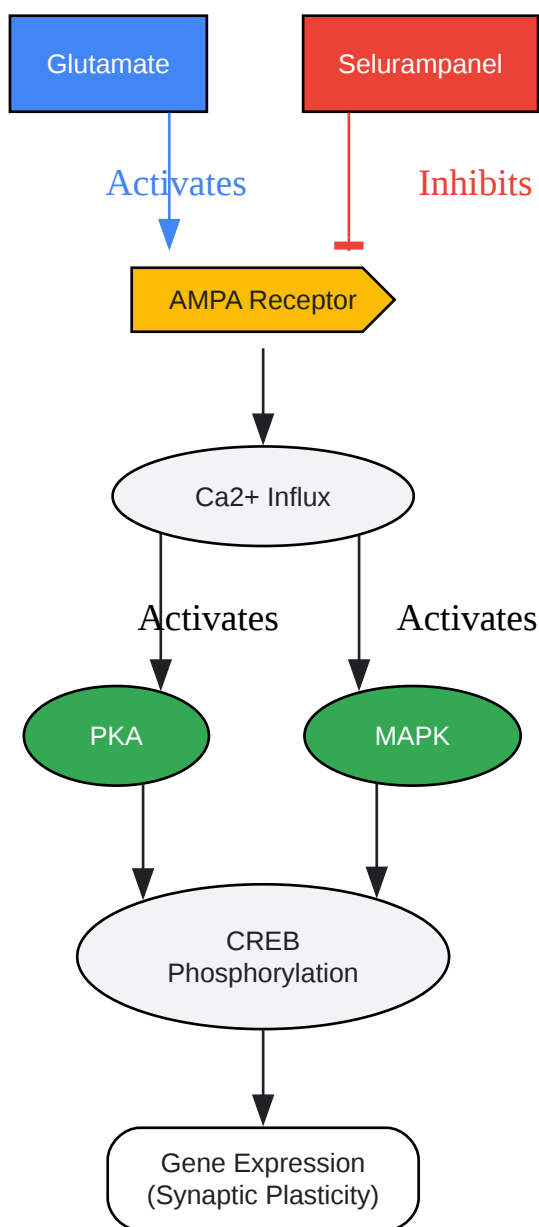 Glutamate
Selurampanel
Activates
Inhibits
AMPA Receptor
Ca2+ Influx
Activates
Activates
PKA
MAPK
CREB
Phosphorylation
Gene Expression
(Synaptic Plasticity)